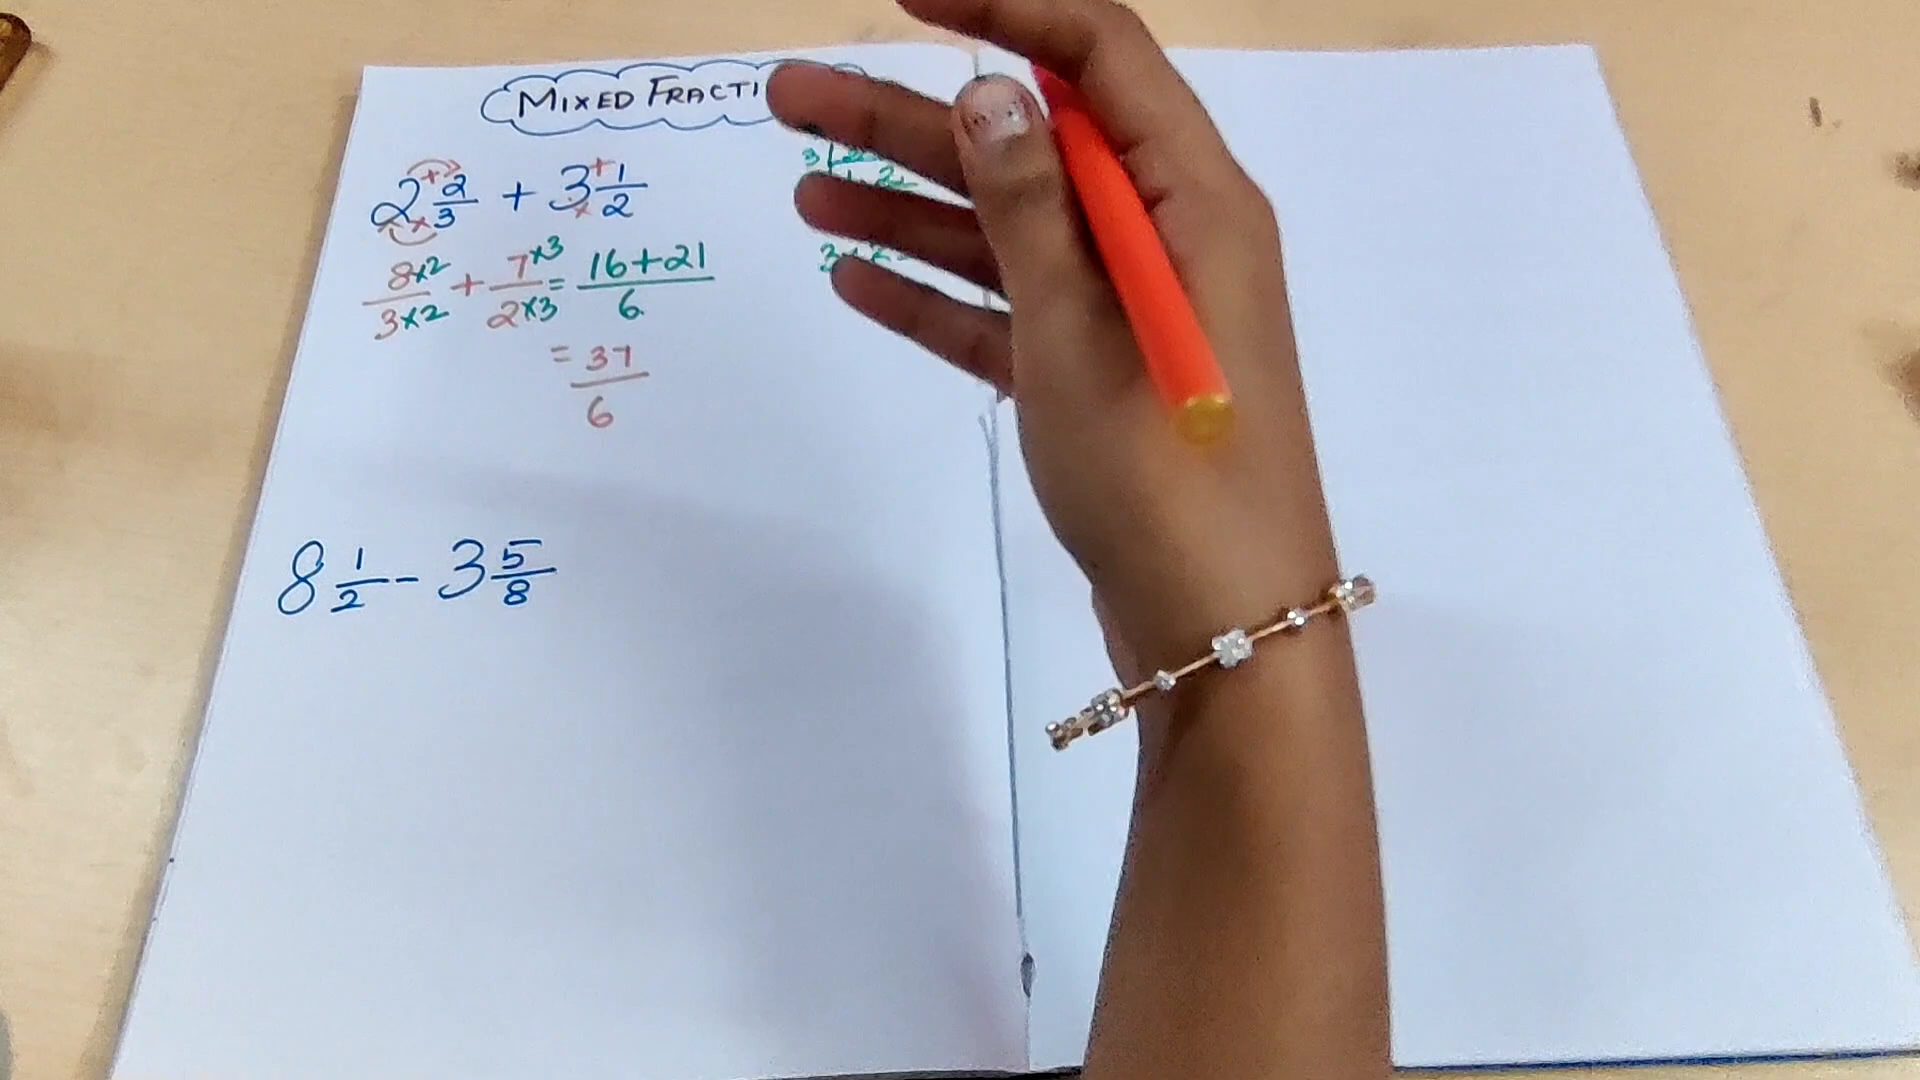 MIXED FRACTI
2 2/3 + 3 1/2
8×2/3×2 + 7×3/2×3 = 16+21/6
= 37/6
8 1/2 - 3 5/8